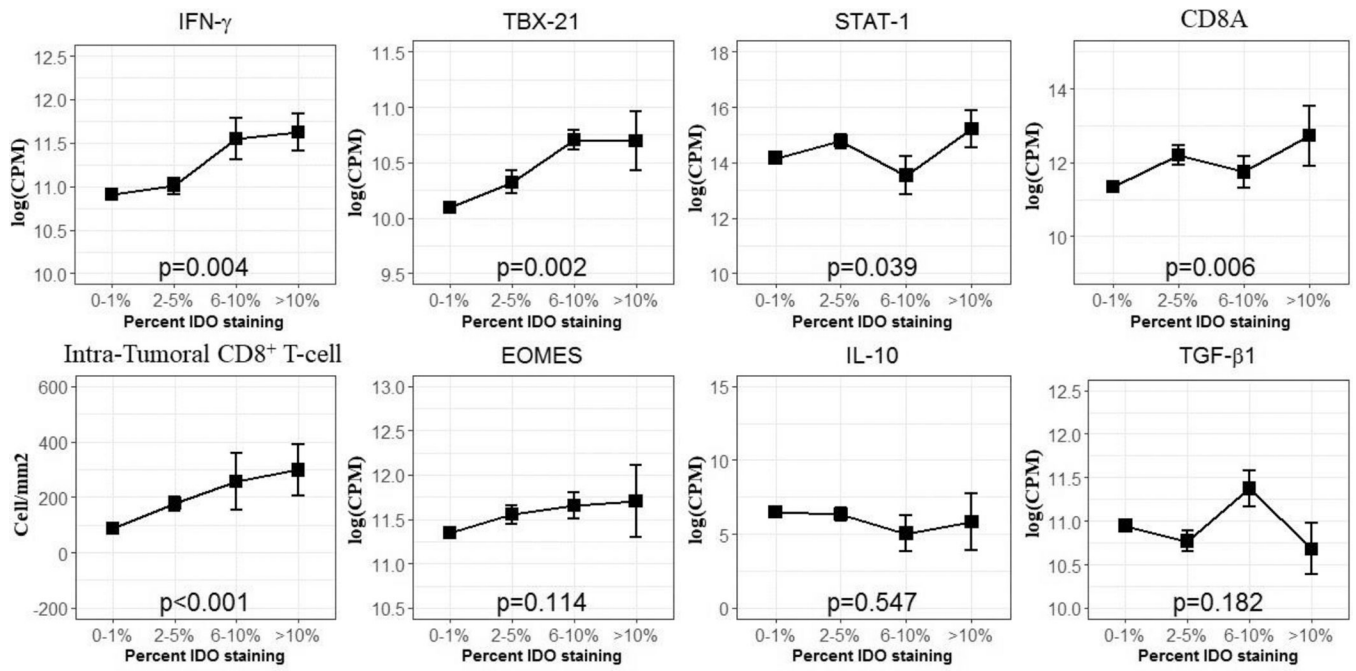 IFN-γ
log(CPM)
12.5
12.0
11.5
11.0
10.5
10.0
p=0.004
0-1% 2-5% 6-10% >10%
Percent IDO staining
TBX-21
log(CPM)
11.5
11.0
10.5
10.0
9.5
p=0.002
0-1% 2-5% 6-10% >10%
Percent IDO staining
STAT-1
log(CPM)
18
16
14
12
10
p=0.039
0-1% 2-5% 6-10% >10%
Percent IDO staining
CD8A
log(CPM)
14
12
10
p=0.006
0-1% 2-5% 6-10% >10%
Percent IDO staining
Intra-Tumoral CD8⁺ T-cell
Cell/mm2
600
400
200
0
-200
p<0.001
0-1% 2-5% 6-10% >10%
Percent IDO staining
EOMES
log(CPM)
13.0
12.5
12.0
11.5
11.0
10.5
p=0.114
0-1% 2-5% 6-10% >10%
Percent IDO staining
IL-10
log(CPM)
15
10
5
0
p=0.547
0-1% 2-5% 6-10% >10%
Percent IDO staining
TGF-β1
log(CPM)
12.5
12.0
11.5
11.0
10.5
10.0
p=0.182
0-1% 2-5% 6-10% >10%
Percent IDO staining